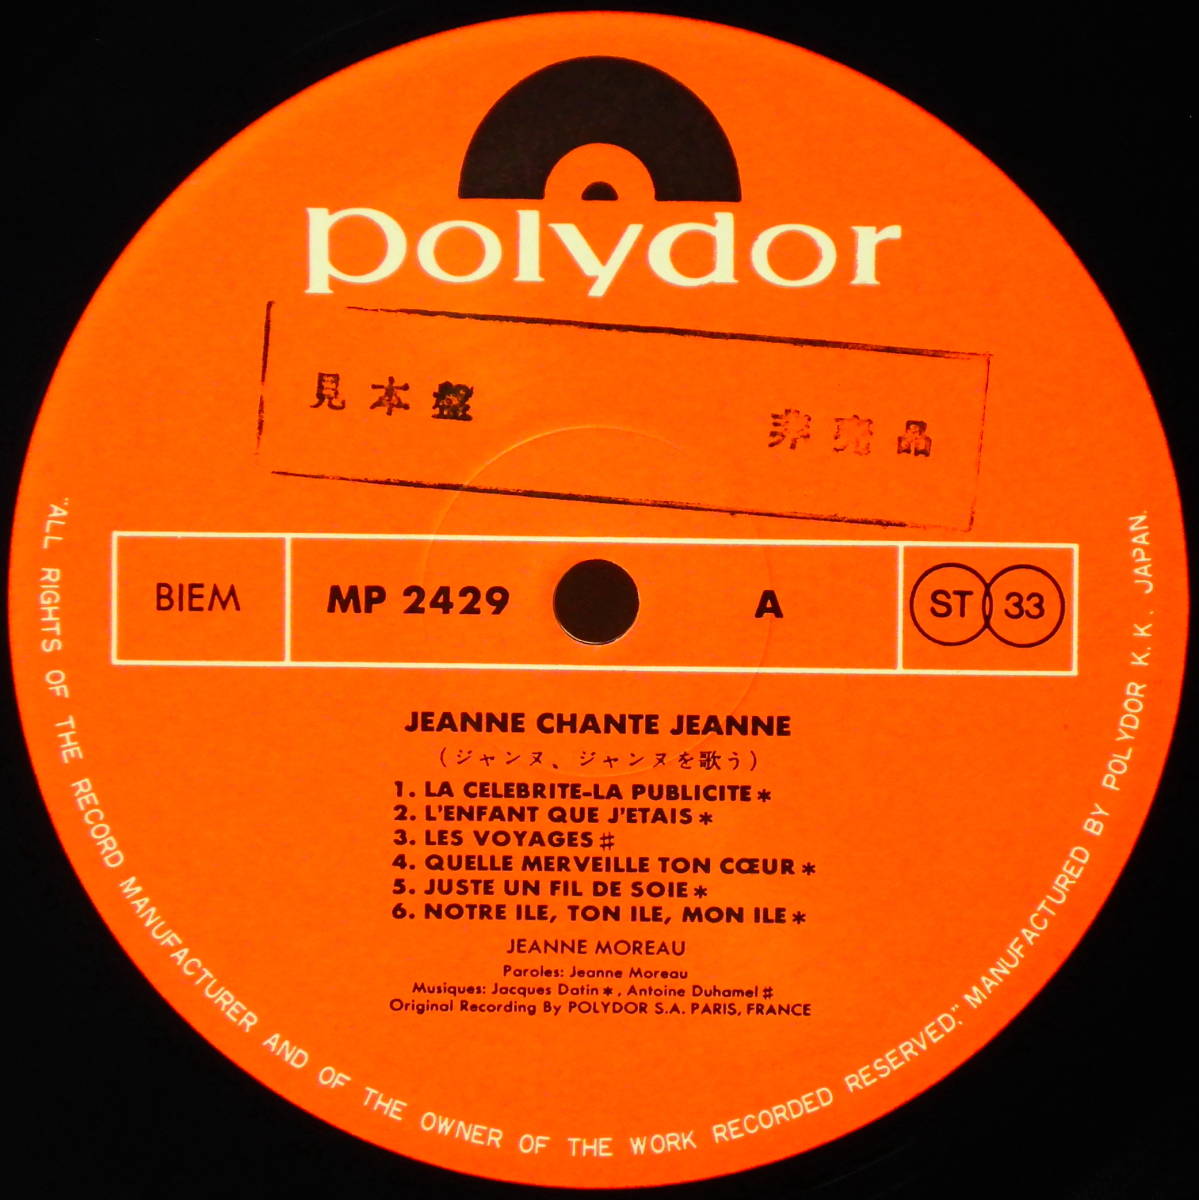 polydor
見本盤 非売品
BIEM MP 2429 A ST 33
JEANNE CHANTE JEANNE
(ジャンヌ、ジャンヌを歌う)
1. LA CELEBRITE-LA PUBLICITE*
2. L'ENFANT QUE J'ETAIS*
3. LES VOYAGES♯
4. QUELLE MERVEILLE TON CŒUR*
5. JUSTE UN FIL DE SOIE*
6. NOTRE ILE, TON ILE, MON ILE*
JEANNE MOREAU
Paroles: Jeanne Moreau
Musiques: Jacques Datin*, Antoine Duhamel♯
Original Recording By POLYDOR S.A. PARIS, FRANCE
"ALL RIGHTS OF THE RECORD MANUFACTURER AND OF THE OWNER OF THE WORK RECORDED RESERVED." MANUFACTURED BY POLYDOR K.K. JAPAN.